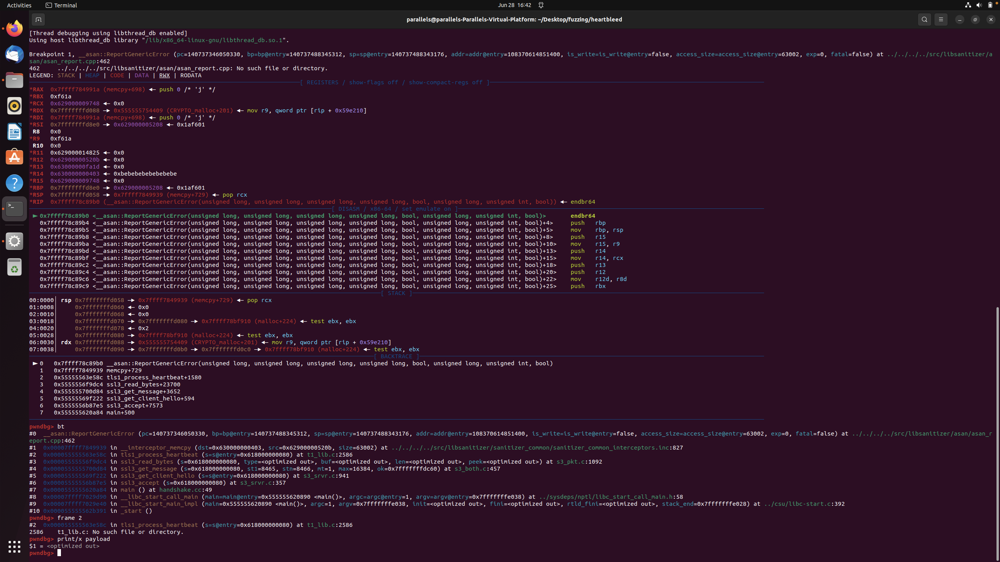 Activities Terminal Jun 28 16:42
parallels@parallels-Parallels-Virtual-Platform: ~/Desktop/fuzzing/heartbleed
[Thread debugging using libthread_db enabled]
Using host libthread_db library "/lib/x86_64-linux-gnu/libthread_db.so.1".
Breakpoint 1, __asan::ReportGenericError (pc=140737346050330, bp=bp@entry=140737488345312, sp=sp@entry=140737488343176, addr=addr@entry=108370614851400, is_write=is_write@entry=false, access_size=access_size@entry=63002, exp=0, fatal=false) at ../../../../src/libsanitizer/a
san/asan_report.cpp:462
462 ../../../../src/libsanitizer/asan/asan_report.cpp: No such file or directory.
LEGEND: STACK | HEAP | CODE | DATA | RWX | RODATA
[ REGISTERS / show-flags off / show-compact-regs off ]
*RAX 0x7ffff784991a (memcpy+698) ◂— push 0 /* 'j' */
*RBX 0xf61a
*RCX 0x629000009748 ◂— 0x0
*RDX 0x7fffffffd088 —▸ 0x555555754409 (CRYPTO_malloc+201) ◂— mov r9, qword ptr [rip + 0x59e210]
*RDI 0x7ffff784991a (memcpy+698) ◂— push 0 /* 'j' */
*RSI 0x7fffffffd8e0 —▸ 0x629000005208 ◂— 0x1af601
R8 0x0
*R9 0xf61a
R10 0x0
*R11 0x629000014825 ◂— 0x0
*R12 0x62900000520b ◂— 0x0
*R13 0x63000000fa1d ◂— 0x0
*R14 0x630000000403 ◂— 0xbebebebebebebebe
*R15 0x629000009748 ◂— 0x0
*RBP 0x7fffffffd8e0 —▸ 0x629000005208 ◂— 0x1af601
*RSP 0x7fffffffd058 —▸ 0x7ffff7849939 (memcpy+729) ◂— pop rcx
*RIP 0x7ffff78c89b0 (__asan::ReportGenericError(unsigned long, unsigned long, unsigned long, unsigned long, bool, unsigned long, unsigned int, bool)) ◂— endbr64
[ DISASM / x86-64 / set emulate on ]
► 0x7ffff78c89b0 <__asan::ReportGenericError(unsigned long, unsigned long, unsigned long, unsigned long, bool, unsigned long, unsigned int, bool)> endbr64
0x7ffff78c89b4 <__asan::ReportGenericError(unsigned long, unsigned long, unsigned long, unsigned long, bool, unsigned long, unsigned int, bool)+4> push rbp
0x7ffff78c89b5 <__asan::ReportGenericError(unsigned long, unsigned long, unsigned long, unsigned long, bool, unsigned long, unsigned int, bool)+5> mov rbp, rsp
0x7ffff78c89b8 <__asan::ReportGenericError(unsigned long, unsigned long, unsigned long, unsigned long, bool, unsigned long, unsigned int, bool)+8> push r15
0x7ffff78c89ba <__asan::ReportGenericError(unsigned long, unsigned long, unsigned long, unsigned long, bool, unsigned long, unsigned int, bool)+10> mov r15, r9
0x7ffff78c89bd <__asan::ReportGenericError(unsigned long, unsigned long, unsigned long, unsigned long, bool, unsigned long, unsigned int, bool)+13> push r14
0x7ffff78c89bf <__asan::ReportGenericError(unsigned long, unsigned long, unsigned long, unsigned long, bool, unsigned long, unsigned int, bool)+15> mov r14, rcx
0x7ffff78c89c2 <__asan::ReportGenericError(unsigned long, unsigned long, unsigned long, unsigned long, bool, unsigned long, unsigned int, bool)+18> push r13
0x7ffff78c89c4 <__asan::ReportGenericError(unsigned long, unsigned long, unsigned long, unsigned long, bool, unsigned long, unsigned int, bool)+20> push r12
0x7ffff78c89c6 <__asan::ReportGenericError(unsigned long, unsigned long, unsigned long, unsigned long, bool, unsigned long, unsigned int, bool)+22> mov r12d, r8d
0x7ffff78c89c9 <__asan::ReportGenericError(unsigned long, unsigned long, unsigned long, unsigned long, bool, unsigned long, unsigned int, bool)+25> push rbx
[ STACK ]
00:0000│ rsp 0x7fffffffd058 —▸ 0x7ffff7849939 (memcpy+729) ◂— pop rcx
01:0008│ 0x7fffffffd060 ◂— 0x0
02:0010│ 0x7fffffffd068 ◂— 0x0
03:0018│ 0x7fffffffd070 —▸ 0x7fffffffd080 —▸ 0x7ffff78bf910 (malloc+224) ◂— test ebx, ebx
04:0020│ 0x7fffffffd078 ◂— 0x2
05:0028│ 0x7fffffffd080 —▸ 0x7ffff78bf910 (malloc+224) ◂— test ebx, ebx
06:0030│ rdx 0x7fffffffd088 —▸ 0x555555754409 (CRYPTO_malloc+201) ◂— mov r9, qword ptr [rip + 0x59e210]
07:0038│ 0x7fffffffd090 —▸ 0x7fffffffd0b0 —▸ 0x7fffffffd0c0 —▸ 0x7ffff78bf910 (malloc+224) ◂— test ebx, ebx
[ BACKTRACE ]
► 0 0x7ffff78c89b0 __asan::ReportGenericError(unsigned long, unsigned long, unsigned long, unsigned long, bool, unsigned long, unsigned int, bool)
1 0x7ffff7849939 memcpy+729
2 0x55555563e58c tls1_process_heartbeat+1580
3 0x5555556f9dc4 ssl3_read_bytes+23700
4 0x555555700d84 ssl3_get_message+3652
5 0x55555569f222 ssl3_get_client_hello+594
6 0x5555556b87e5 ssl3_accept+7573
7 0x555555620a84 main+500
pwndbg> bt
#0 __asan::ReportGenericError (pc=140737346050330, bp=bp@entry=140737488345312, sp=sp@entry=140737488343176, addr=addr@entry=108370614851400, is_write=is_write@entry=false, access_size=access_size@entry=63002, exp=0, fatal=false) at ../../../../src/libsanitizer/asan/asan_r
eport.cpp:462
#1 0x00007ffff7849939 in __interceptor_memcpy (dst=0x630000000403, src=0x62900000520b, size=63002) at ../../../../src/libsanitizer/sanitizer_common/sanitizer_common_interceptors.inc:827
#2 0x000055555563e58c in tls1_process_heartbeat (s=s@entry=0x618000000080) at t1_lib.c:2586
#3 0x00005555556f9dc4 in ssl3_read_bytes (s=0x618000000080, type=<optimized out>, buf=<optimized out>, len=<optimized out>, peek=<optimized out>) at s3_pkt.c:1092
#4 0x0000555555700d84 in ssl3_get_message (s=0x618000000080, st1=8465, stn=8466, mt=1, max=16384, ok=0x7fffffffdc60) at s3_both.c:457
#5 0x000055555569f222 in ssl3_get_client_hello (s=s@entry=0x618000000080) at s3_srvr.c:941
#6 0x00005555556b87e5 in ssl3_accept (s=0x618000000080) at s3_srvr.c:357
#7 0x0000555555620a84 in main () at handshake.cc:49
#8 0x00007ffff7029d90 in __libc_start_call_main (main=main@entry=0x555555620890 <main()>, argc=argc@entry=1, argv=argv@entry=0x7fffffffe038) at ../sysdeps/nptl/libc_start_call_main.h:58
#9 0x00007ffff7029e40 in __libc_start_main_impl (main=0x555555620890 <main()>, argc=1, argv=0x7fffffffe038, init=<optimized out>, fini=<optimized out>, rtld_fini=<optimized out>, stack_end=0x7fffffffe028) at ../csu/libc-start.c:392
#10 0x000055555562b391 in _start ()
pwndbg> frame 2
#2 0x000055555563e58c in tls1_process_heartbeat (s=s@entry=0x618000000080) at t1_lib.c:2586
2586 t1_lib.c: No such file or directory.
pwndbg> print/x payload
$1 = <optimized out>
pwndbg>